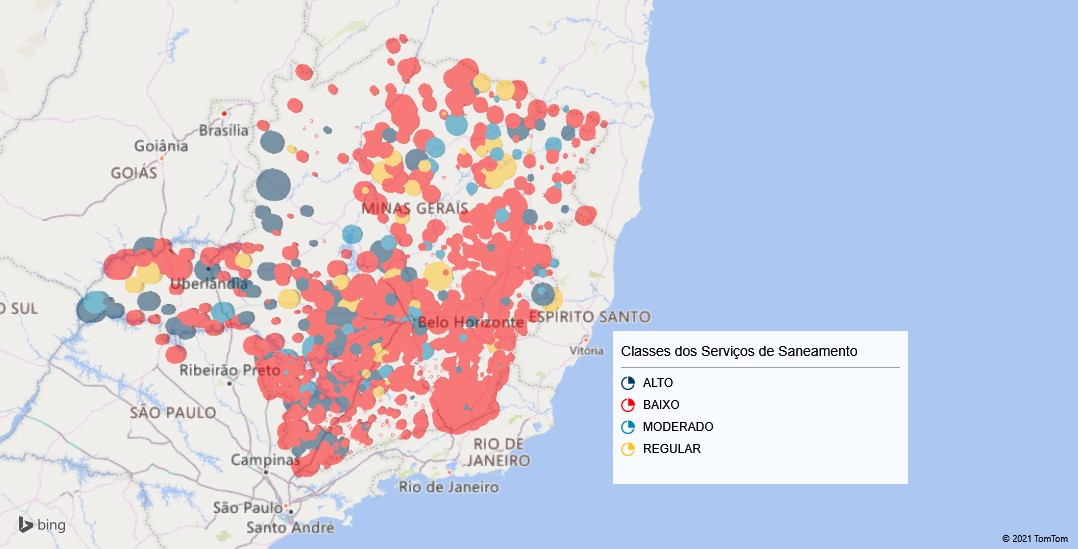 Brasília
Goiânia
GOIÁS
MINAS GERAIS
Uberlândia
O SUL
Belo Horizonte
ESPÍRITO SANTO
Vitória
Ribeirão Preto
SÃO PAULO
RIO DE
JANEIRO
Campinas
Rio de Janeiro
São Paulo
Santo André
Classes dos Serviços de Saneamento
ALTO
BAIXO
MODERADO
REGULAR
bing
© 2021 TomTom